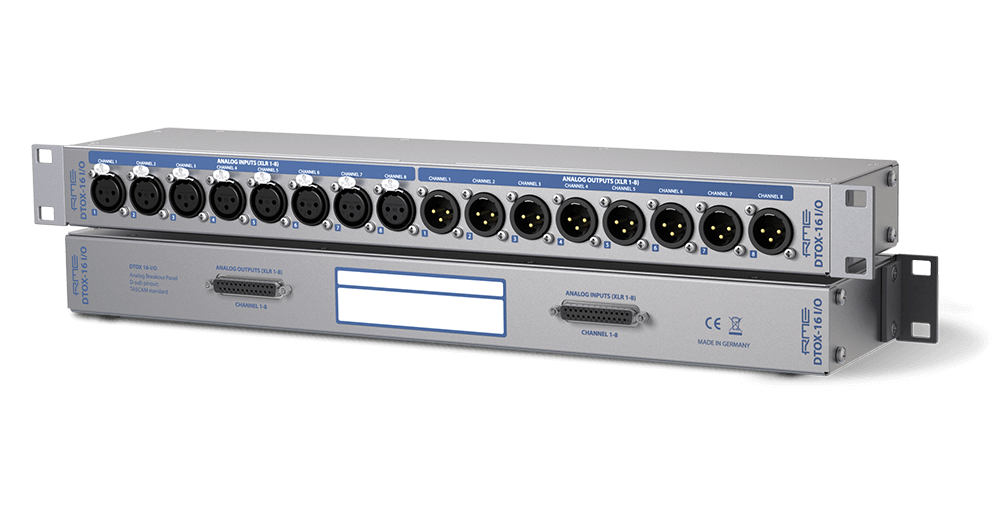 RME
DTOX-16 I/O
ANALOG INPUTS (XLR 1-8)
CHANNEL 1
CHANNEL 2
CHANNEL 3
CHANNEL 4
CHANNEL 5
CHANNEL 6
CHANNEL 7
CHANNEL 8
1
2
3
4
5
6
7
8
ANALOG OUTPUTS (XLR 1-8)
CHANNEL 1
CHANNEL 2
CHANNEL 3
CHANNEL 4
CHANNEL 5
CHANNEL 6
CHANNEL 7
CHANNEL 8
1
2
3
4
5
6
7
8
RME
DTOX-16 I/O
RME
DTOX-16 I/O
DTOX 16-I/O
Analog Breakout Panel
D-sub pinout:
TASCAM standard
ANALOG OUTPUTS (XLR 1-8)
CHANNEL 1-8
ANALOG INPUTS (XLR 1-8)
CHANNEL 1-8
CE
MADE IN GERMANY
RME
DTOX-16 I/O